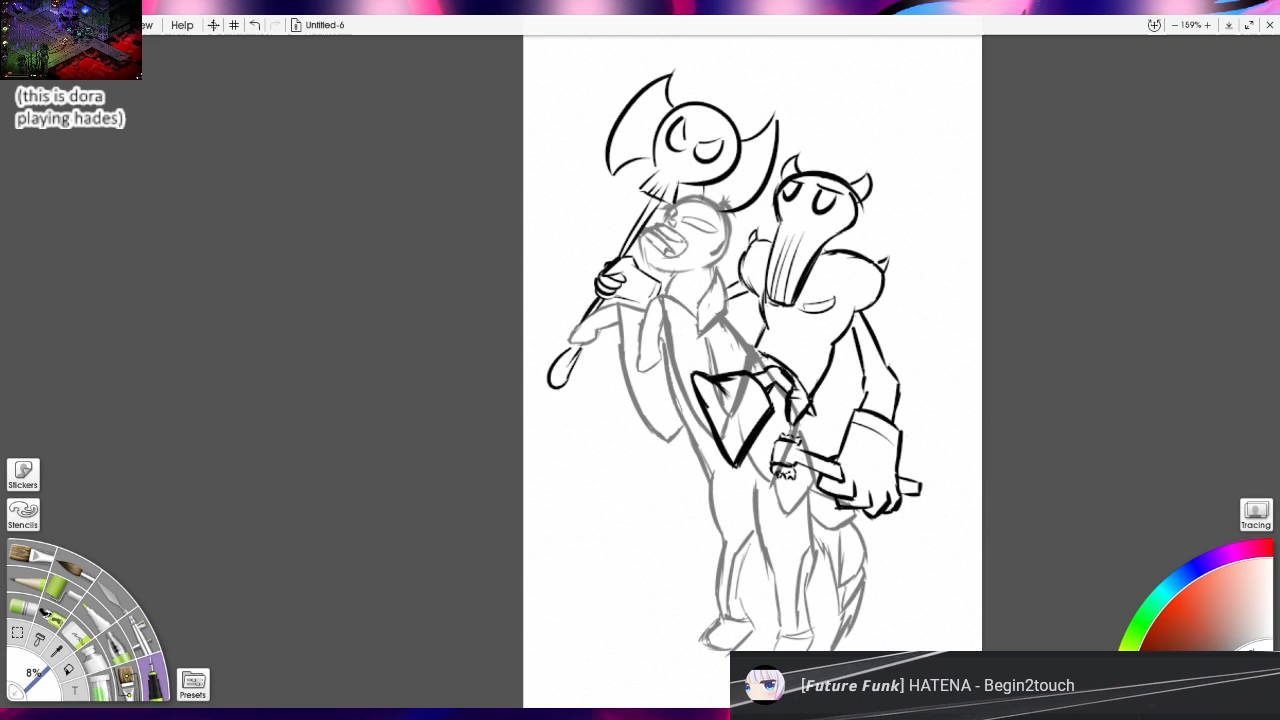 ew
Help
Untitled-6
159%
(this is dora
playing hades)
Stickers
Stencils
8%
T
Presets
Tracing
[Future Funk] HATENA - Begin2touch